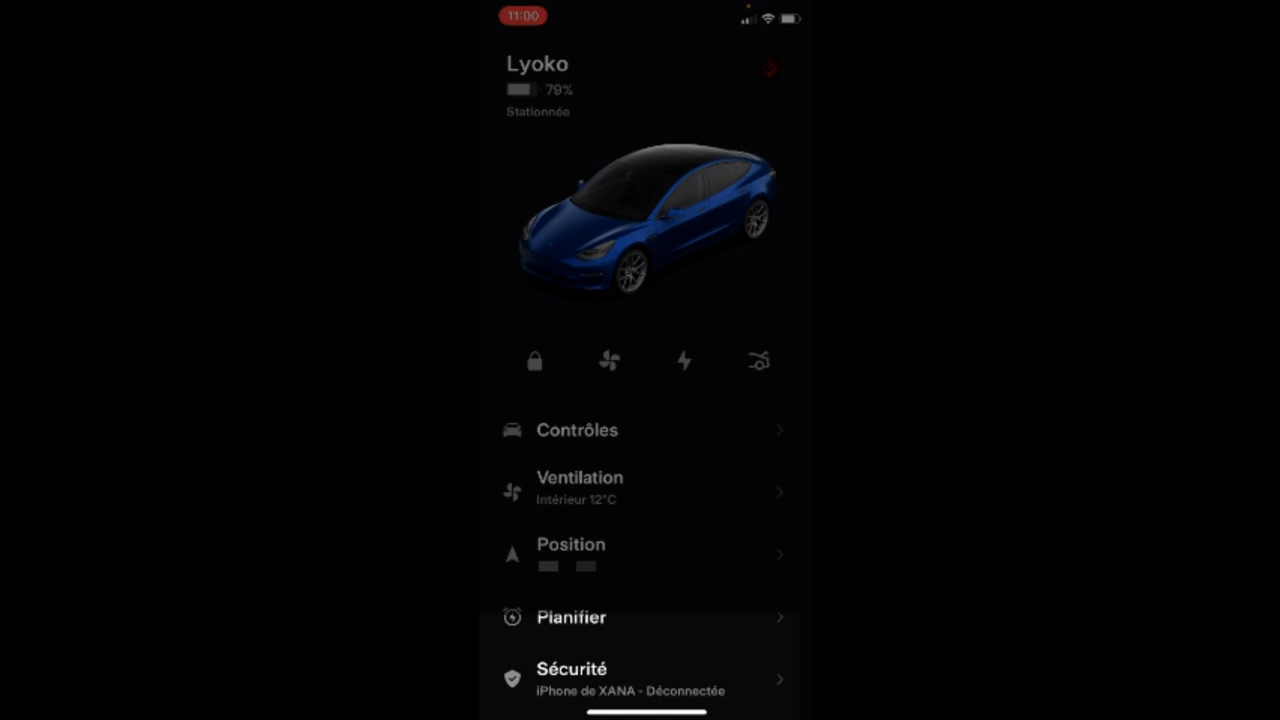 11:00
Lyoko
79%
Stationnée
Contrôles
Ventilation
Intérieur 12°C
Position
Planifier
Sécurité
iPhone de XANA - Déconnectée